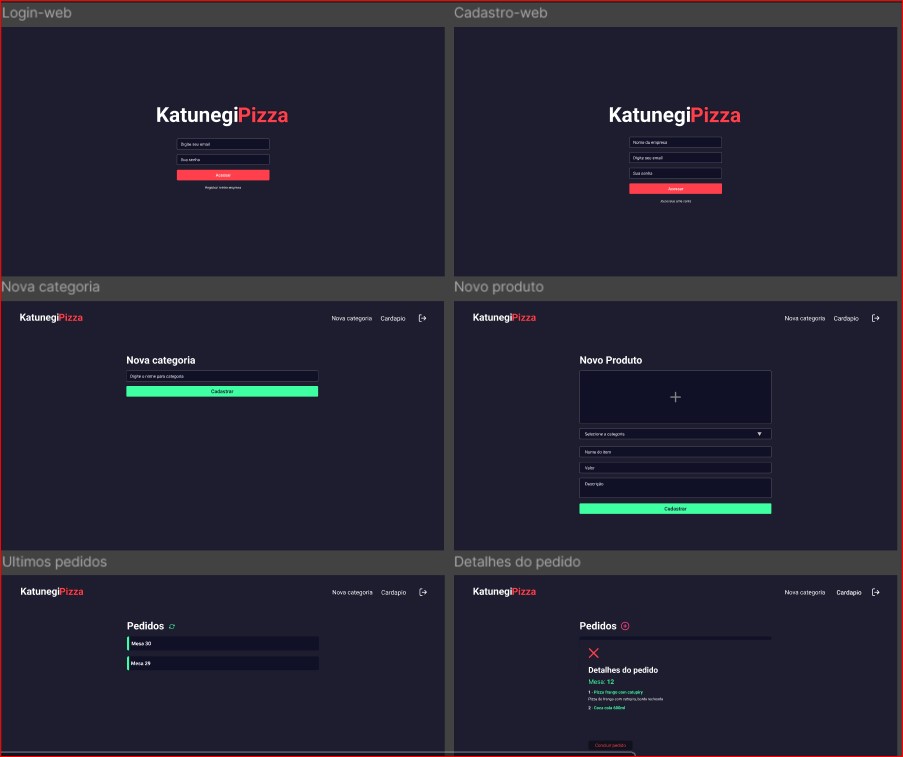 Login-web
KatunegiPizza
Digite seu email
Sua senha
Acessar
Registrar minha empresa
Cadastro-web
KatunegiPizza
Nome da empresa
Digite seu email
Sua senha
Acessar
Nova categoria
KatunegiPizza
Nova categoria Cardapio
Nova categoria
Digite o nome para categoria
Cadastrar
Novo produto
KatunegiPizza
Nova categoria Cardapio
Novo Produto
Selecione a categoria
Nome do item
Valor
Descrição
Cadastrar
Ultimos pedidos
KatunegiPizza
Nova categoria Cardapio
Pedidos
Mesa 30
Mesa 29
Detalhes do pedido
KatunegiPizza
Nova categoria Cardapio
Pedidos
Detalhes do pedido
Mesa: 12
1 - Pizza frango com catupiry
Pizza de frango com catupiry, borda recheada
2 - Coca cola 600ml
Concluir pedido